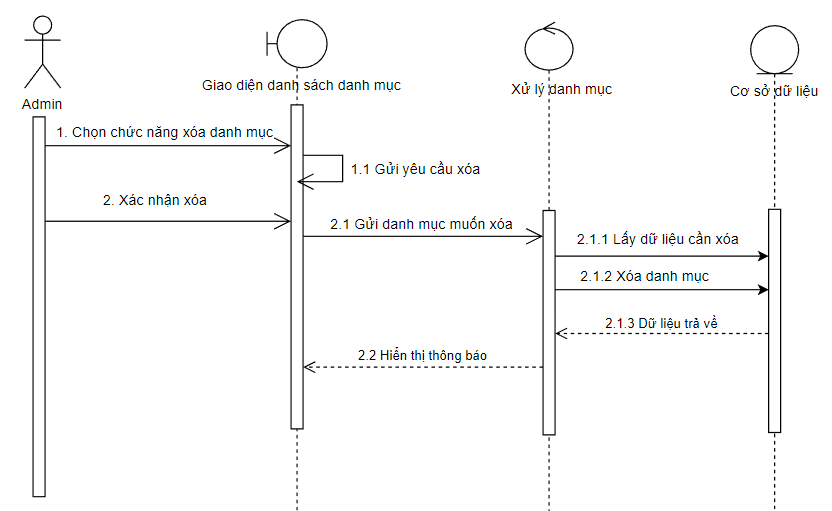 Admin
Giao diện danh sách danh mục
Xử lý danh mục
Cơ sở dữ liệu
1. Chọn chức năng xóa danh mục
1.1 Gửi yêu cầu xóa
2. Xác nhận xóa
2.1 Gửi danh mục muốn xóa
2.1.1 Lấy dữ liệu cần xóa
2.1.2 Xóa danh mục
2.1.3 Dữ liệu trả về
2.2 Hiển thị thông báo